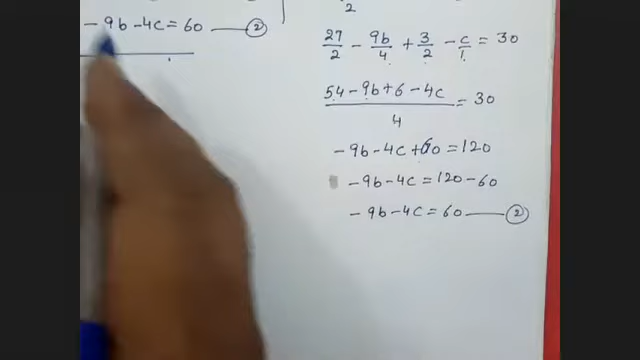 -9b-4c=60 ——②
2
27/2 - 9b/4 + 3/2 - c/1 = 30
54-9b+6-4c/4 = 30
-9b-4c+60=120
-9b-4c=120-60
-9b-4c=60 ——②